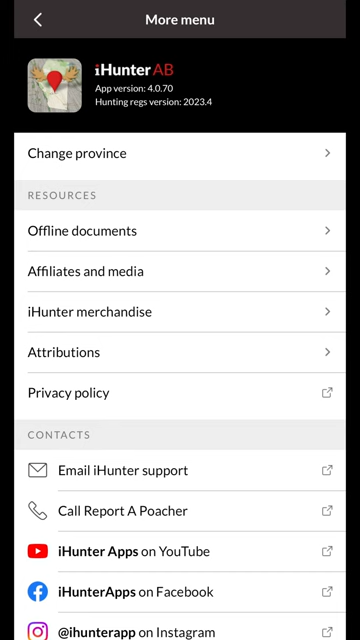 More menu
iHunter AB
App version: 4.0.70
Hunting regs version: 2023.4
Change province
RESOURCES
Offline documents
Affiliates and media
iHunter merchandise
Attributions
Privacy policy
CONTACTS
Email iHunter support
Call Report A Poacher
iHunter Apps on YouTube
iHunterApps on Facebook
@ihunterapp on Instagram